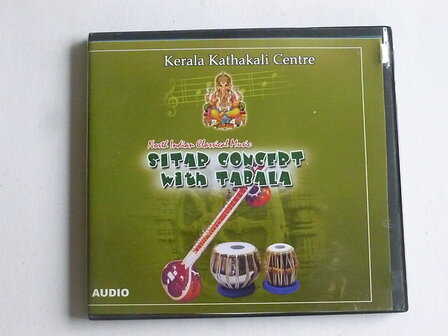 Kerala Kathakali Centre
North Indian Classical Music
SITAR CONCERT
with TABALA
AUDIO